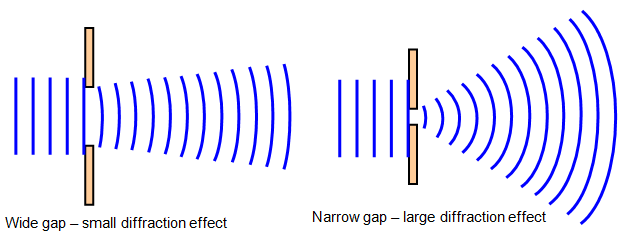 Wide gap – small diffraction effect
Narrow gap – large diffraction effect